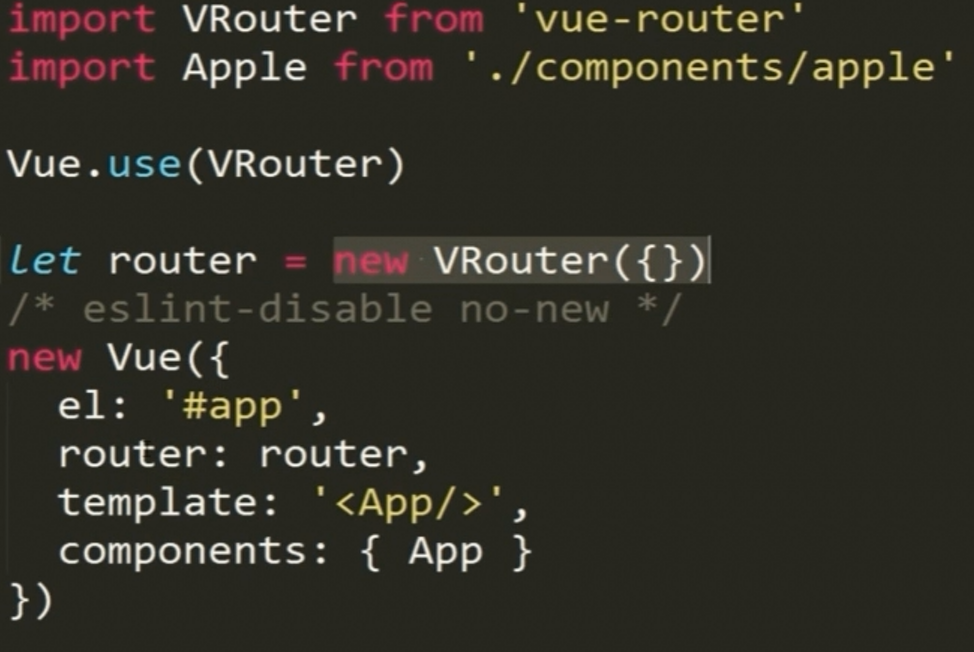 import VRouter from 'vue-router'
import Apple from './components/apple'
Vue.use(VRouter)
let router = new VRouter({})
/* eslint-disable no-new */
new Vue({
  el: '#app',
  router: router,
  template: '<App/>',
  components: { App }
})